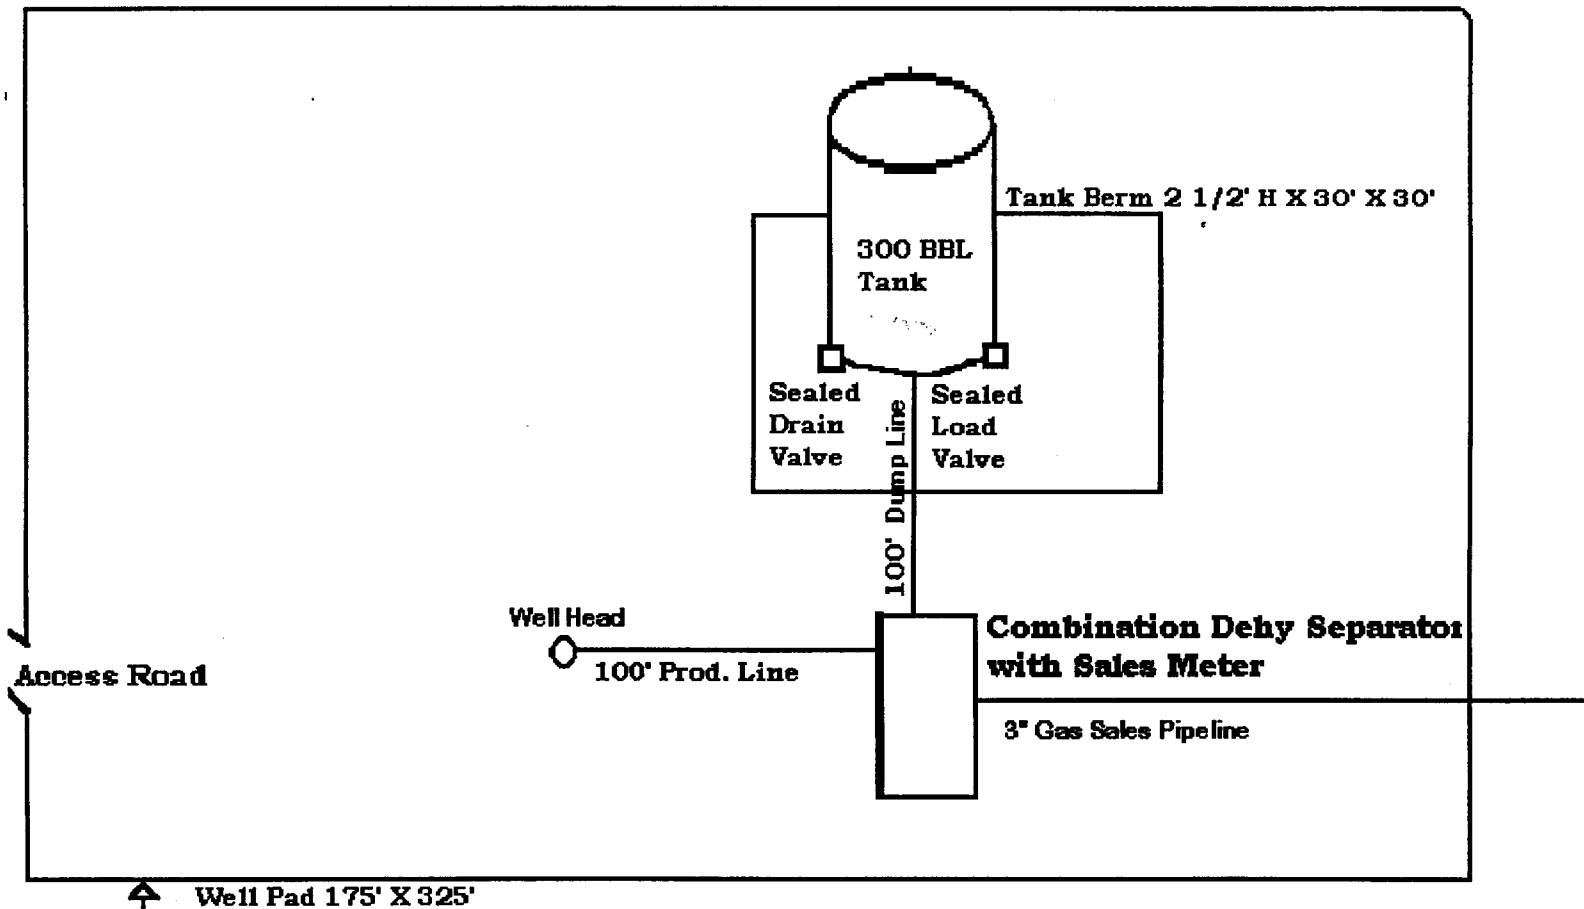 Tank Berm 2 1/2' H X 30' X 30'
300 BBL
Tank
Sealed
Drain
Valve
Sealed
Load
Valve
100' Dump Line
Well Head
100' Prod. Line
Combination Dehy Separator
with Sales Meter
Access Road
3" Gas Sales Pipeline
Well Pad 175' X 325'